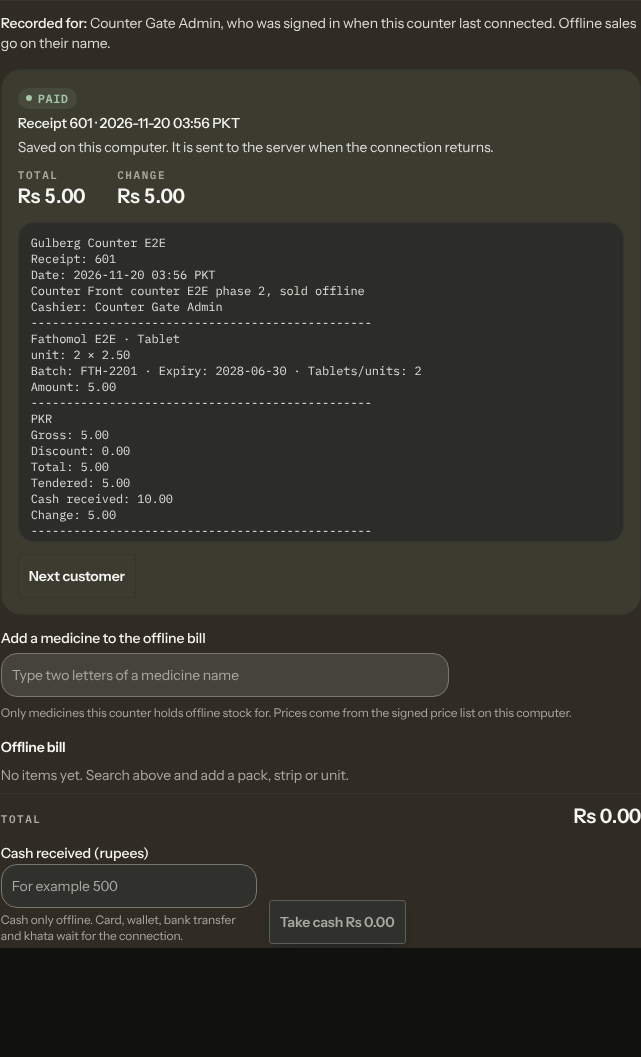 Recorded for: Counter Gate Admin, who was signed in when this counter last connected. Offline sales
go on their name.
PAID
Receipt 601 · 2026-11-20 03:56 PKT
Saved on this computer. It is sent to the server when the connection returns.
TOTAL CHANGE
Rs 5.00 Rs 5.00
Gulberg Counter E2E
Receipt: 601
Date: 2026-11-20 03:56 PKT
Counter Front counter E2E phase 2, sold offline
Cashier: Counter Gate Admin
------------------------------------------------
Fathomol E2E · Tablet
unit: 2 × 2.50
Batch: FTH-2201 · Expiry: 2028-06-30 · Tablets/units: 2
Amount: 5.00
------------------------------------------------
PKR
Gross: 5.00
Discount: 0.00
Total: 5.00
Tendered: 5.00
Cash received: 10.00
Change: 5.00
------------------------------------------------
Next customer
Add a medicine to the offline bill
Type two letters of a medicine name
Only medicines this counter holds offline stock for. Prices come from the signed price list on this computer.
Offline bill
No items yet. Search above and add a pack, strip or unit.
TOTAL Rs 0.00
Cash received (rupees)
For example 500
Cash only offline. Card, wallet, bank transfer
and khata wait for the connection.
Take cash Rs 0.00